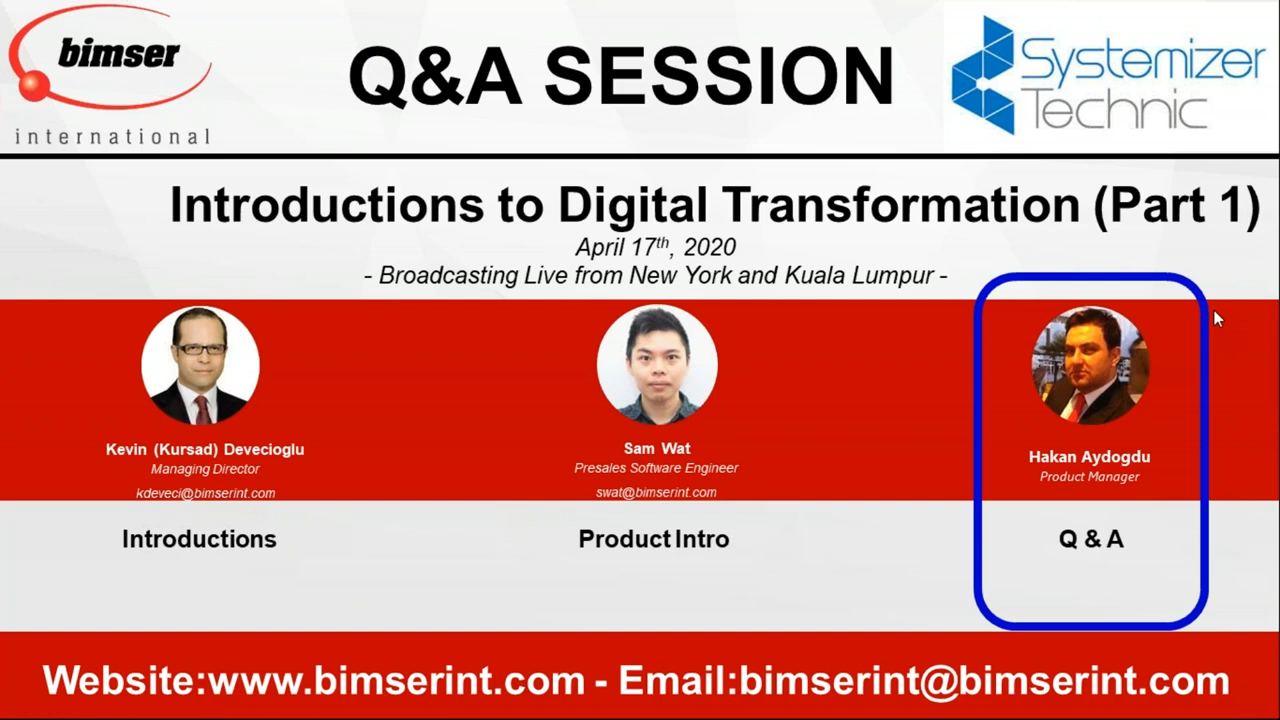 bimser
international
Q&A SESSION
Systemizer
Technic
Introductions to Digital Transformation (Part 1)
April 17th, 2020
- Broadcasting Live from New York and Kuala Lumpur -
Kevin (Kursad) Devecioglu
Managing Director
kdeveci@bimserint.com
Introductions
Sam Wat
Presales Software Engineer
swat@bimserint.com
Product Intro
Hakan Aydogdu
Product Manager
Q & A
Website:www.bimserint.com - Email:bimserint@bimserint.com